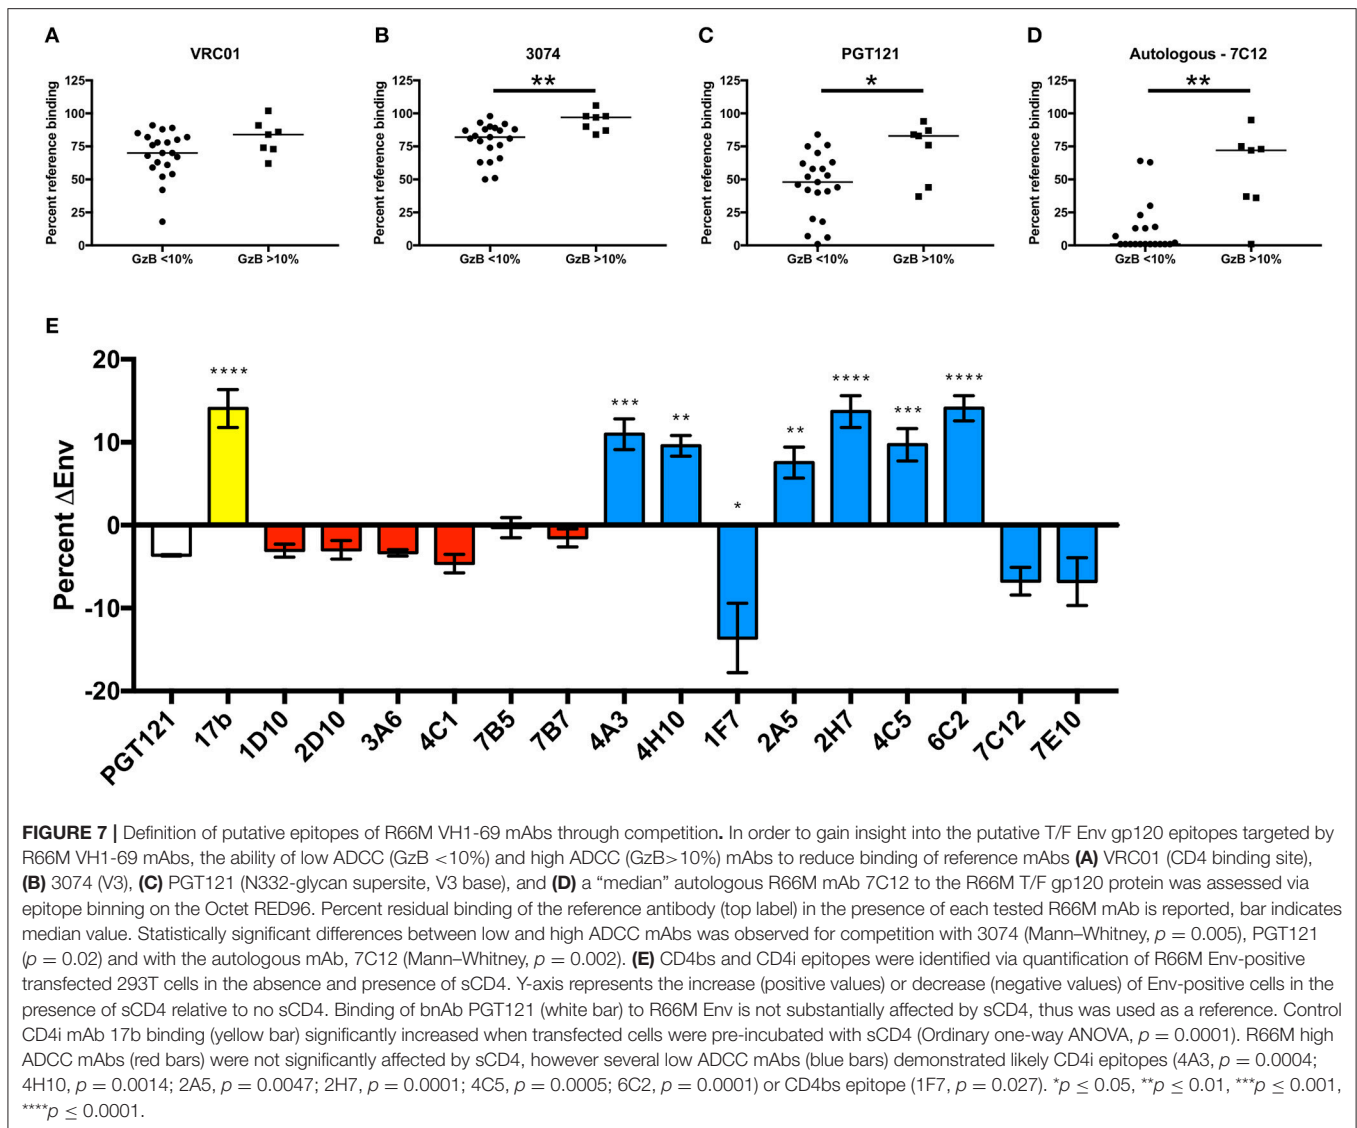 A
VRC01
Percent reference binding
125
100
75
50
25
0
GzB <10%
GzB >10%
B
3074
**
Percent reference binding
125
100
75
50
25
0
GzB <10%
GzB >10%
C
PGT121
*
Percent reference binding
125
100
75
50
25
0
GzB <10%
GzB >10%
D
Autologous - 7C12
**
Percent reference binding
125
100
75
50
25
0
GzB <10%
GzB >10%
E
Percent ΔEnv
20
10
0
-10
-20
****
***
**
*
**
****
***
****
PGT121
17b
1D10
2D10
3A6
4C1
7B5
7B7
4A3
4H10
1F7
2A5
2H7
4C5
6C2
7C12
7E10
FIGURE 7 | Definition of putative epitopes of R66M VH1-69 mAbs through competition. In order to gain insight into the putative T/F Env gp120 epitopes targeted by
R66M VH1-69 mAbs, the ability of low ADCC (GzB <10%) and high ADCC (GzB>10%) mAbs to reduce binding of reference mAbs (A) VRC01 (CD4 binding site),
(B) 3074 (V3), (C) PGT121 (N332-glycan supersite, V3 base), and (D) a “median” autologous R66M mAb 7C12 to the R66M T/F gp120 protein was assessed via
epitope binning on the Octet RED96. Percent residual binding of the reference antibody (top label) in the presence of each tested R66M mAb is reported, bar indicates
median value. Statistically significant differences between low and high ADCC mAbs was observed for competition with 3074 (Mann–Whitney, p = 0.005), PGT121
(p = 0.02) and with the autologous mAb, 7C12 (Mann–Whitney, p = 0.002). (E) CD4bs and CD4i epitopes were identified via quantification of R66M Env-positive
transfected 293T cells in the absence and presence of sCD4. Y-axis represents the increase (positive values) or decrease (negative values) of Env-positive cells in the
presence of sCD4 relative to no sCD4. Binding of bnAb PGT121 (white bar) to R66M Env is not substantially affected by sCD4, thus was used as a reference. Control
CD4i mAb 17b binding (yellow bar) significantly increased when transfected cells were pre-incubated with sCD4 (Ordinary one-way ANOVA, p = 0.0001). R66M high
ADCC mAbs (red bars) were not significantly affected by sCD4, however several low ADCC mAbs (blue bars) demonstrated likely CD4i epitopes (4A3, p = 0.0004;
4H10, p = 0.0014; 2A5, p = 0.0047; 2H7, p = 0.0001; 4C5, p = 0.0005; 6C2, p = 0.0001) or CD4bs epitope (1F7, p = 0.027). *p ≤ 0.05, **p ≤ 0.01, ***p ≤ 0.001,
****p ≤ 0.0001.